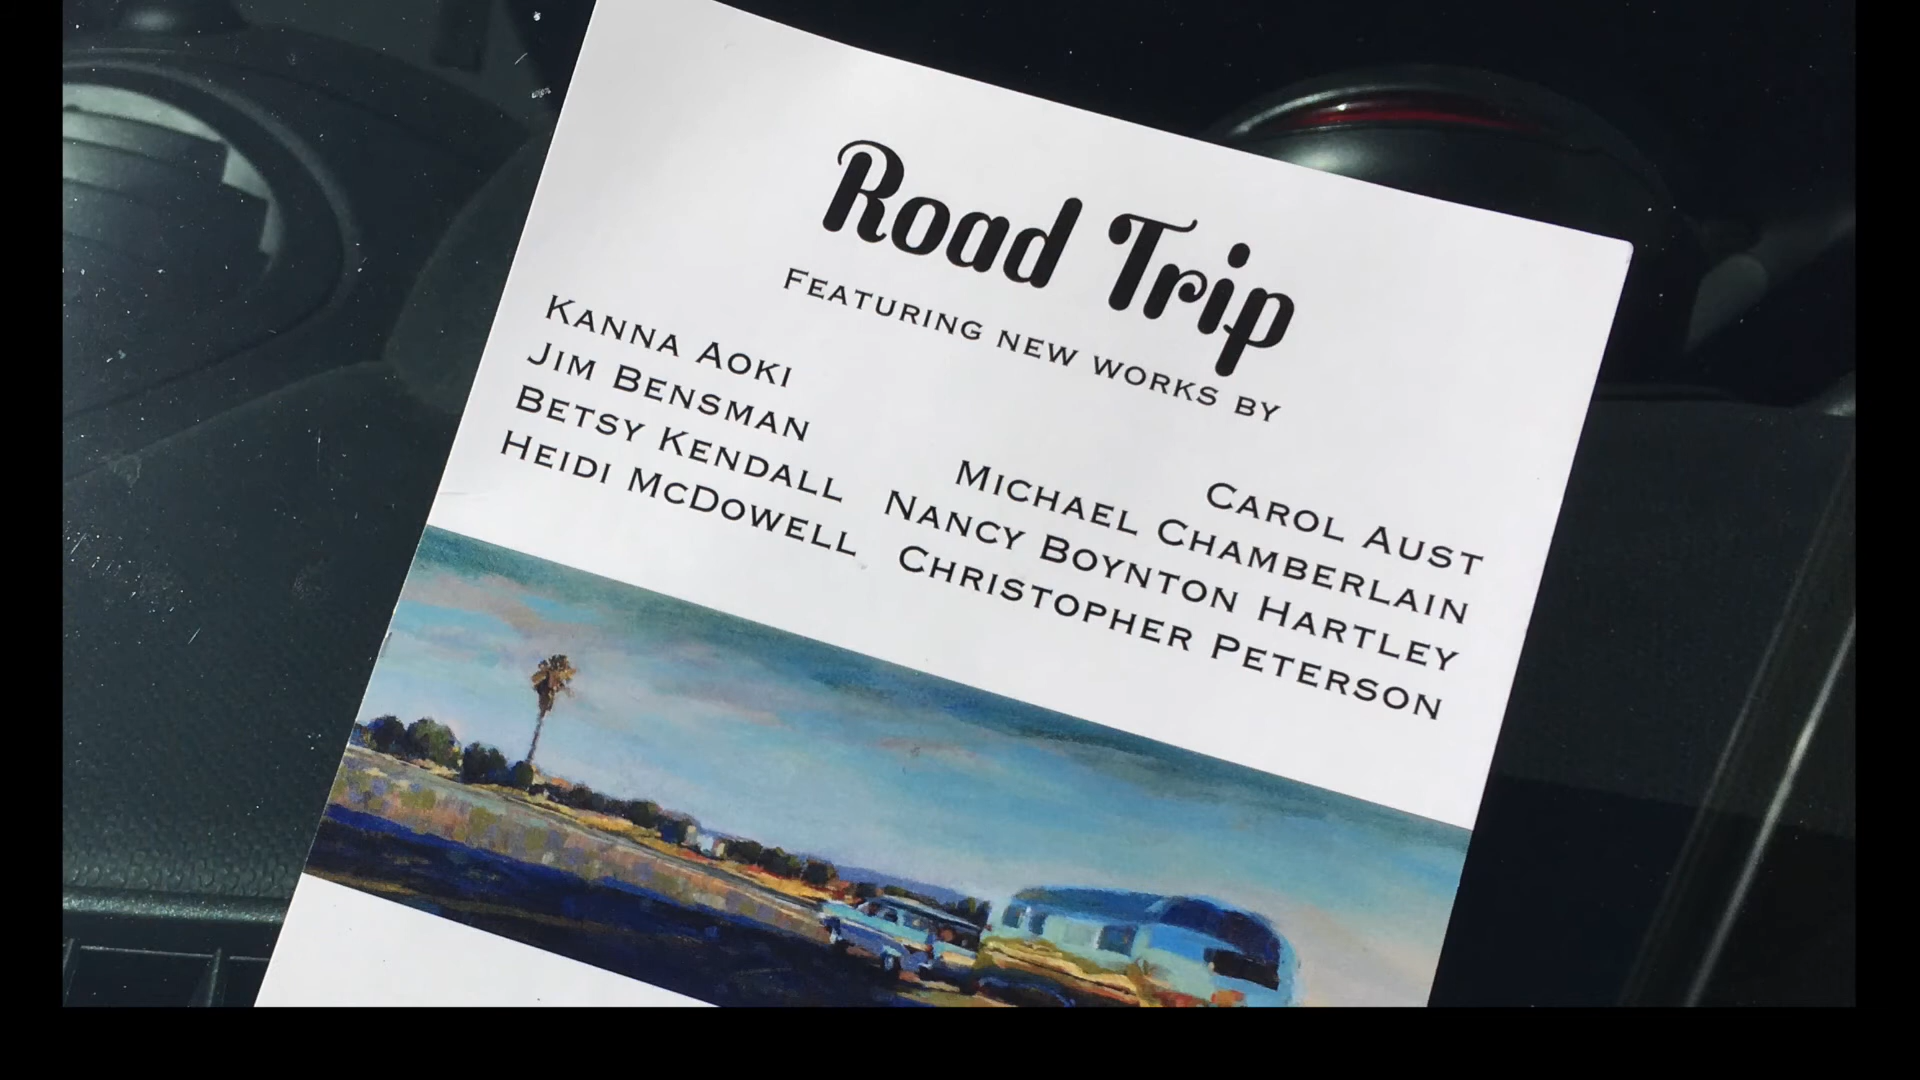 Road Trip
Featuring new works by
Kanna Aoki
Jim Bensman
Betsy Kendall
Heidi McDowell
Carol Aust
Michael Chamberlain
Nancy Boynton Hartley
Christopher Peterson